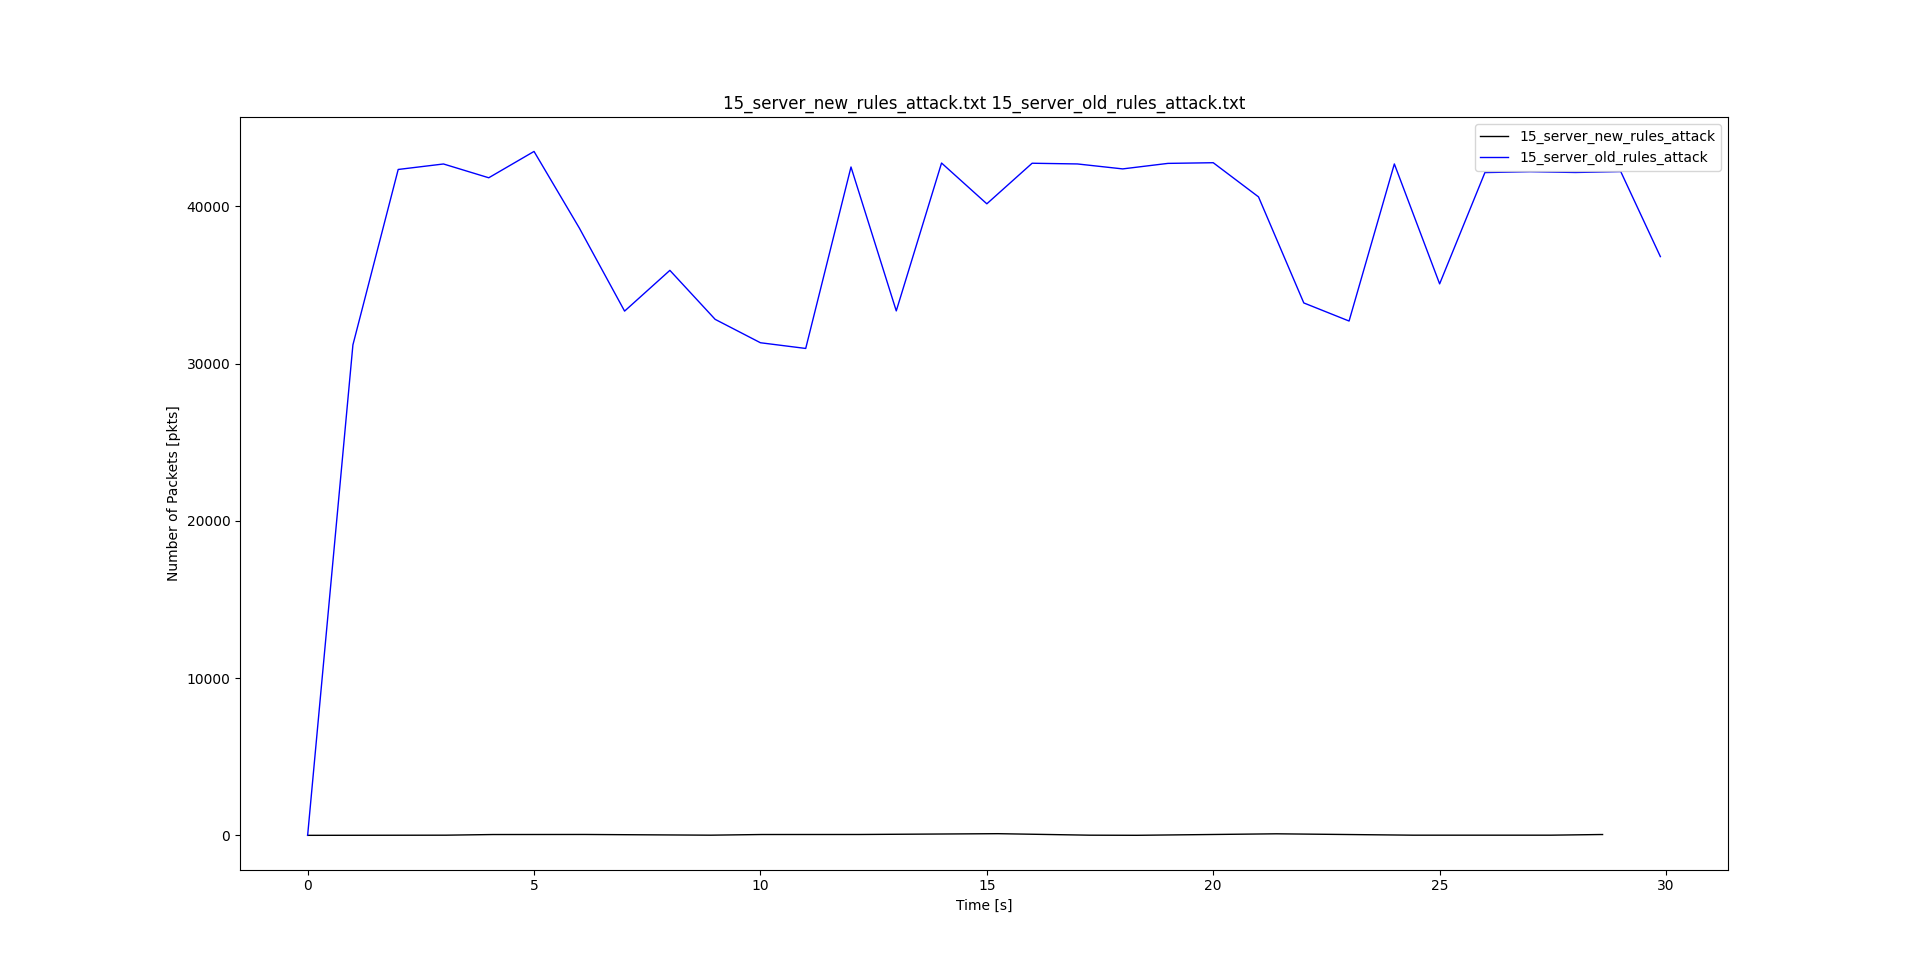 15_server_new_rules_attack.txt 15_server_old_rules_attack.txt
15_server_new_rules_attack
15_server_old_rules_attack
Number of Packets [pkts]
40000
30000
20000
10000
0
0 5 10 15 20 25 30
Time [s]